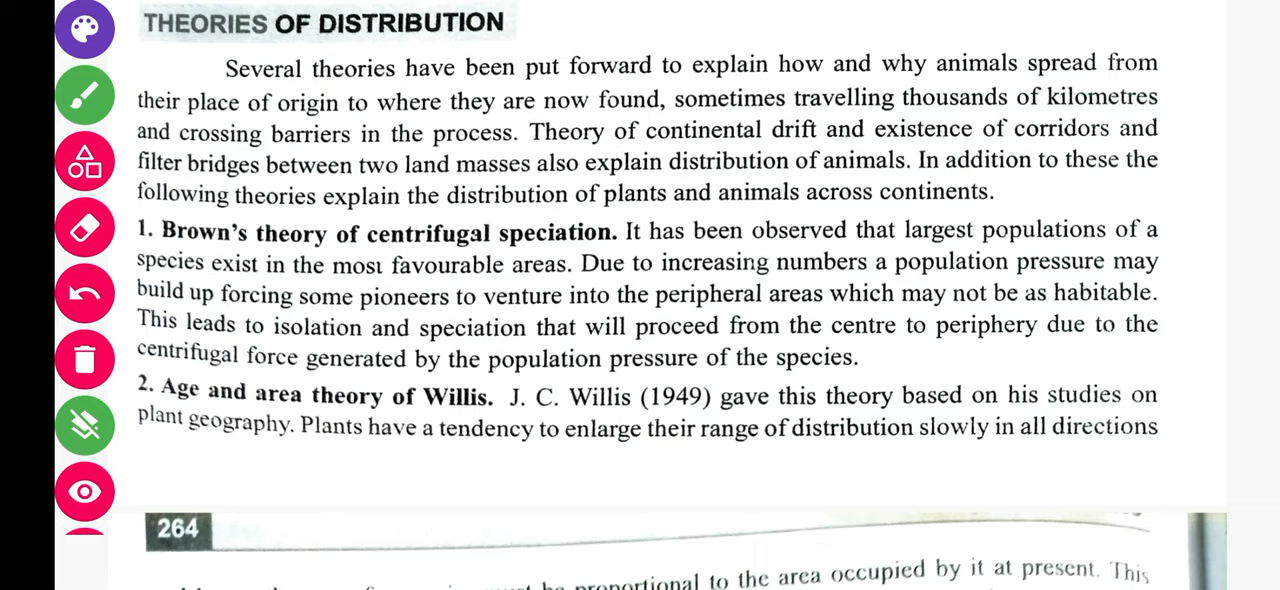 THEORIES OF DISTRIBUTION
Several theories have been put forward to explain how and why animals spread from
their place of origin to where they are now found, sometimes travelling thousands of kilometres
and crossing barriers in the process. Theory of continental drift and existence of corridors and
filter bridges between two land masses also explain distribution of animals. In addition to these the
following theories explain the distribution of plants and animals across continents.
1. Brown's theory of centrifugal speciation. It has been observed that largest populations of a
species exist in the most favourable areas. Due to increasing numbers a population pressure may
build up forcing some pioneers to venture into the peripheral areas which may not be as habitable.
This leads to isolation and speciation that will proceed from the centre to periphery due to the
centrifugal force generated by the population pressure of the species.
2. Age and area theory of Willis. J. C. Willis (1949) gave this theory based on his studies on
plant geography. Plants have a tendency to enlarge their range of distribution slowly in all directions
264
be proportional to the area occupied by it at present. This